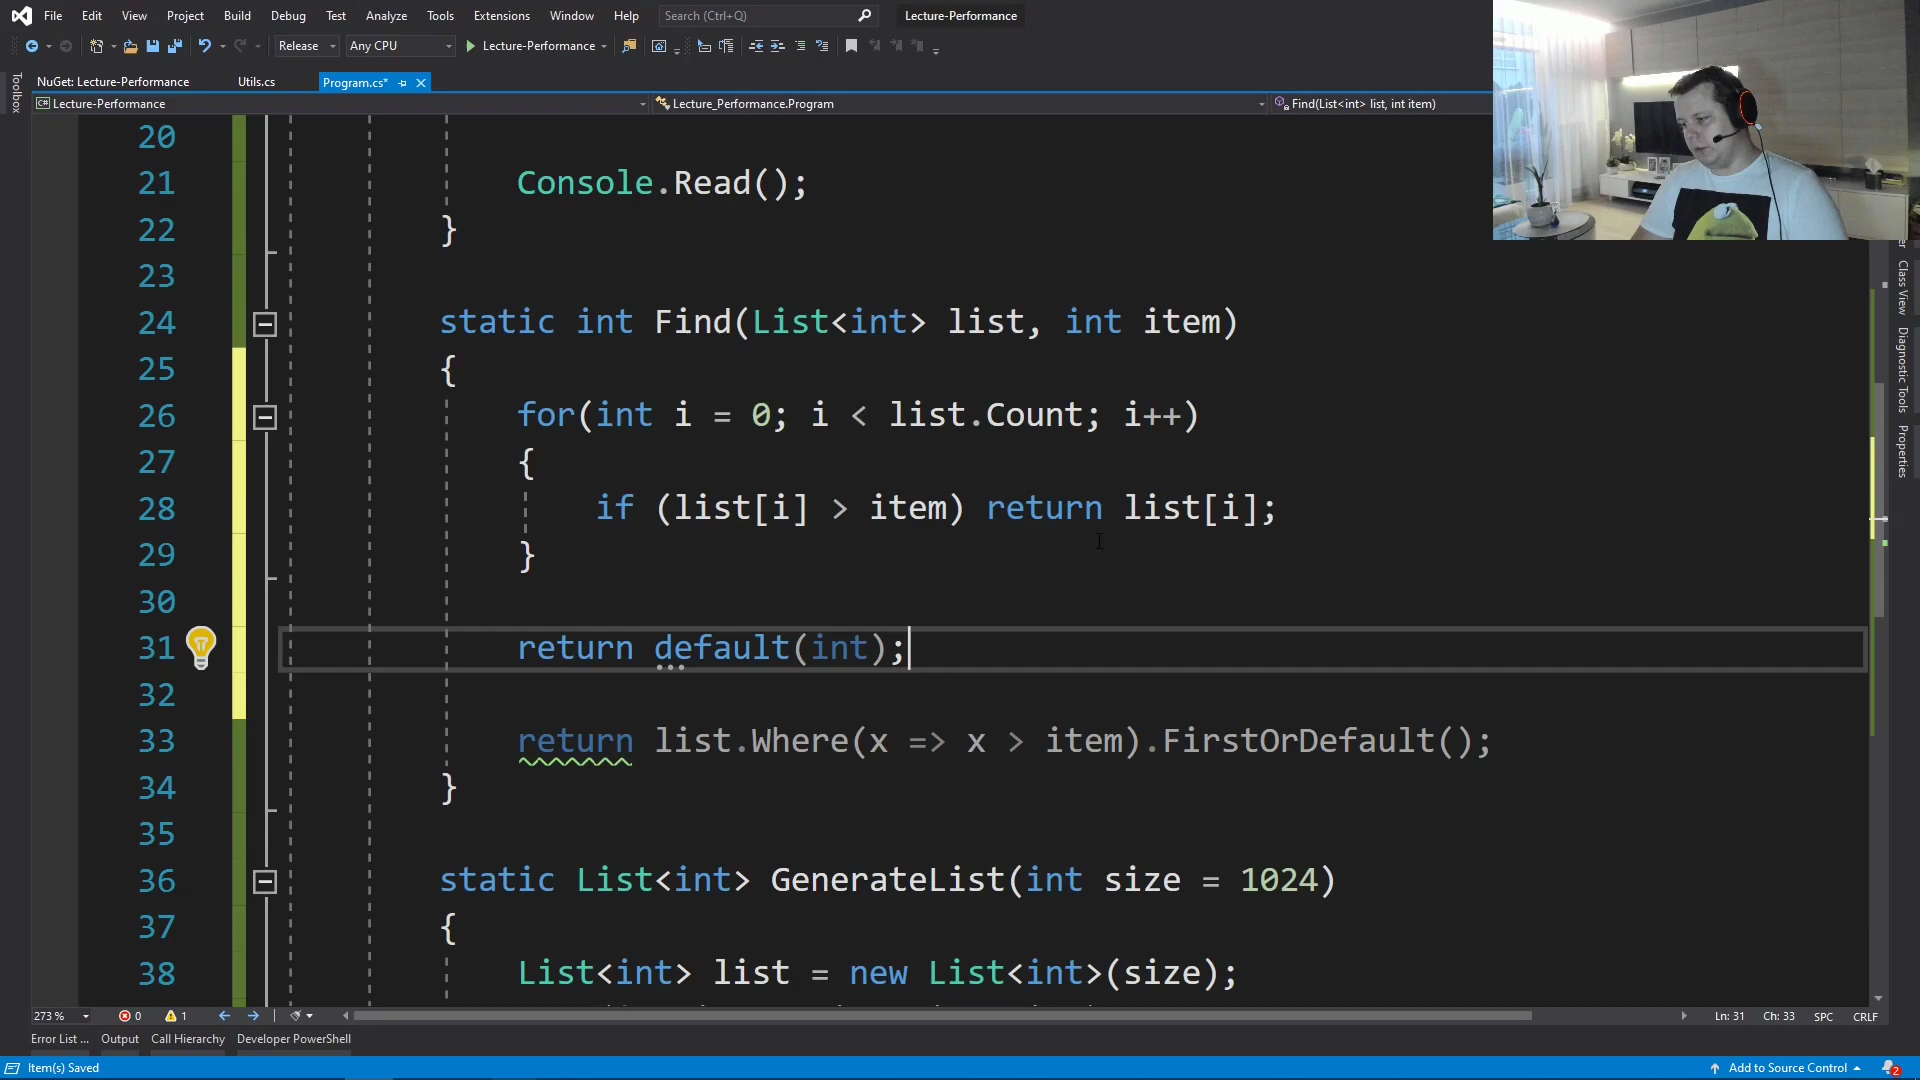 File Edit View Project Build Debug Test Analyze Tools Extensions Window Help Search (Ctrl+Q) Lecture-Performance
Release Any CPU Lecture-Performance
NuGet: Lecture-Performance Utils.cs Program.cs*
Toolbox
C# Lecture-Performance Lecture_Performance.Program Find(List<int> list, int item)
20
21 Console.Read();
22 }
23
24 static int Find(List<int> list, int item)
25 {
26 for(int i = 0; i < list.Count; i++)
27 {
28 if (list[i] > item) return list[i];
29 }
30
31 return default(int);
32
33 return list.Where(x => x > item).FirstOrDefault();
34 }
35
36 static List<int> GenerateList(int size = 1024)
37 {
38 List<int> list = new List<int>(size);
Class View
Diagnostic Tools
Properties
273 % 0 1 Ln: 31 Ch: 33 SPC CRLF
Error List ... Output Call Hierarchy Developer PowerShell
Item(s) Saved Add to Source Control 2